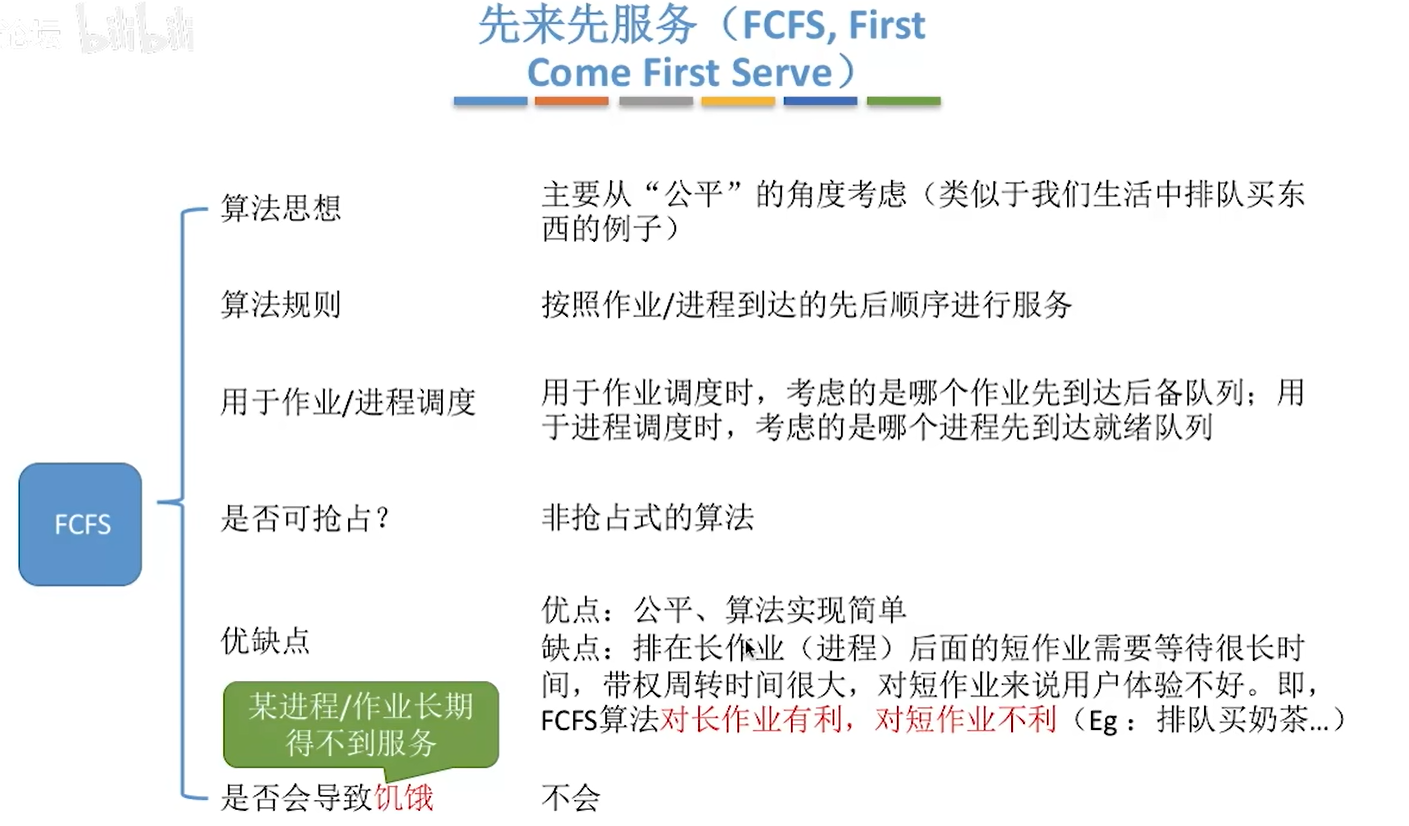 论坛 bilibili
先来先服务（FCFS, First
Come First Serve）
算法思想
主要从“公平”的角度考虑（类似于我们生活中排队买东
西的例子）
算法规则
按照作业/进程到达的先后顺序进行服务
用于作业/进程调度
用于作业调度时，考虑的是哪个作业先到达后备队列；用
于进程调度时，考虑的是哪个进程先到达就绪队列
FCFS
是否可抢占？
非抢占式的算法
优缺点
优点：公平、算法实现简单
缺点：排在长作业（进程）后面的短作业需要等待很长时
间，带权周转时间很大，对短作业来说用户体验不好。即，
FCFS算法对长作业有利，对短作业不利（Eg：排队买奶茶...）
某进程/作业长期
得不到服务
是否会导致饥饿
不会